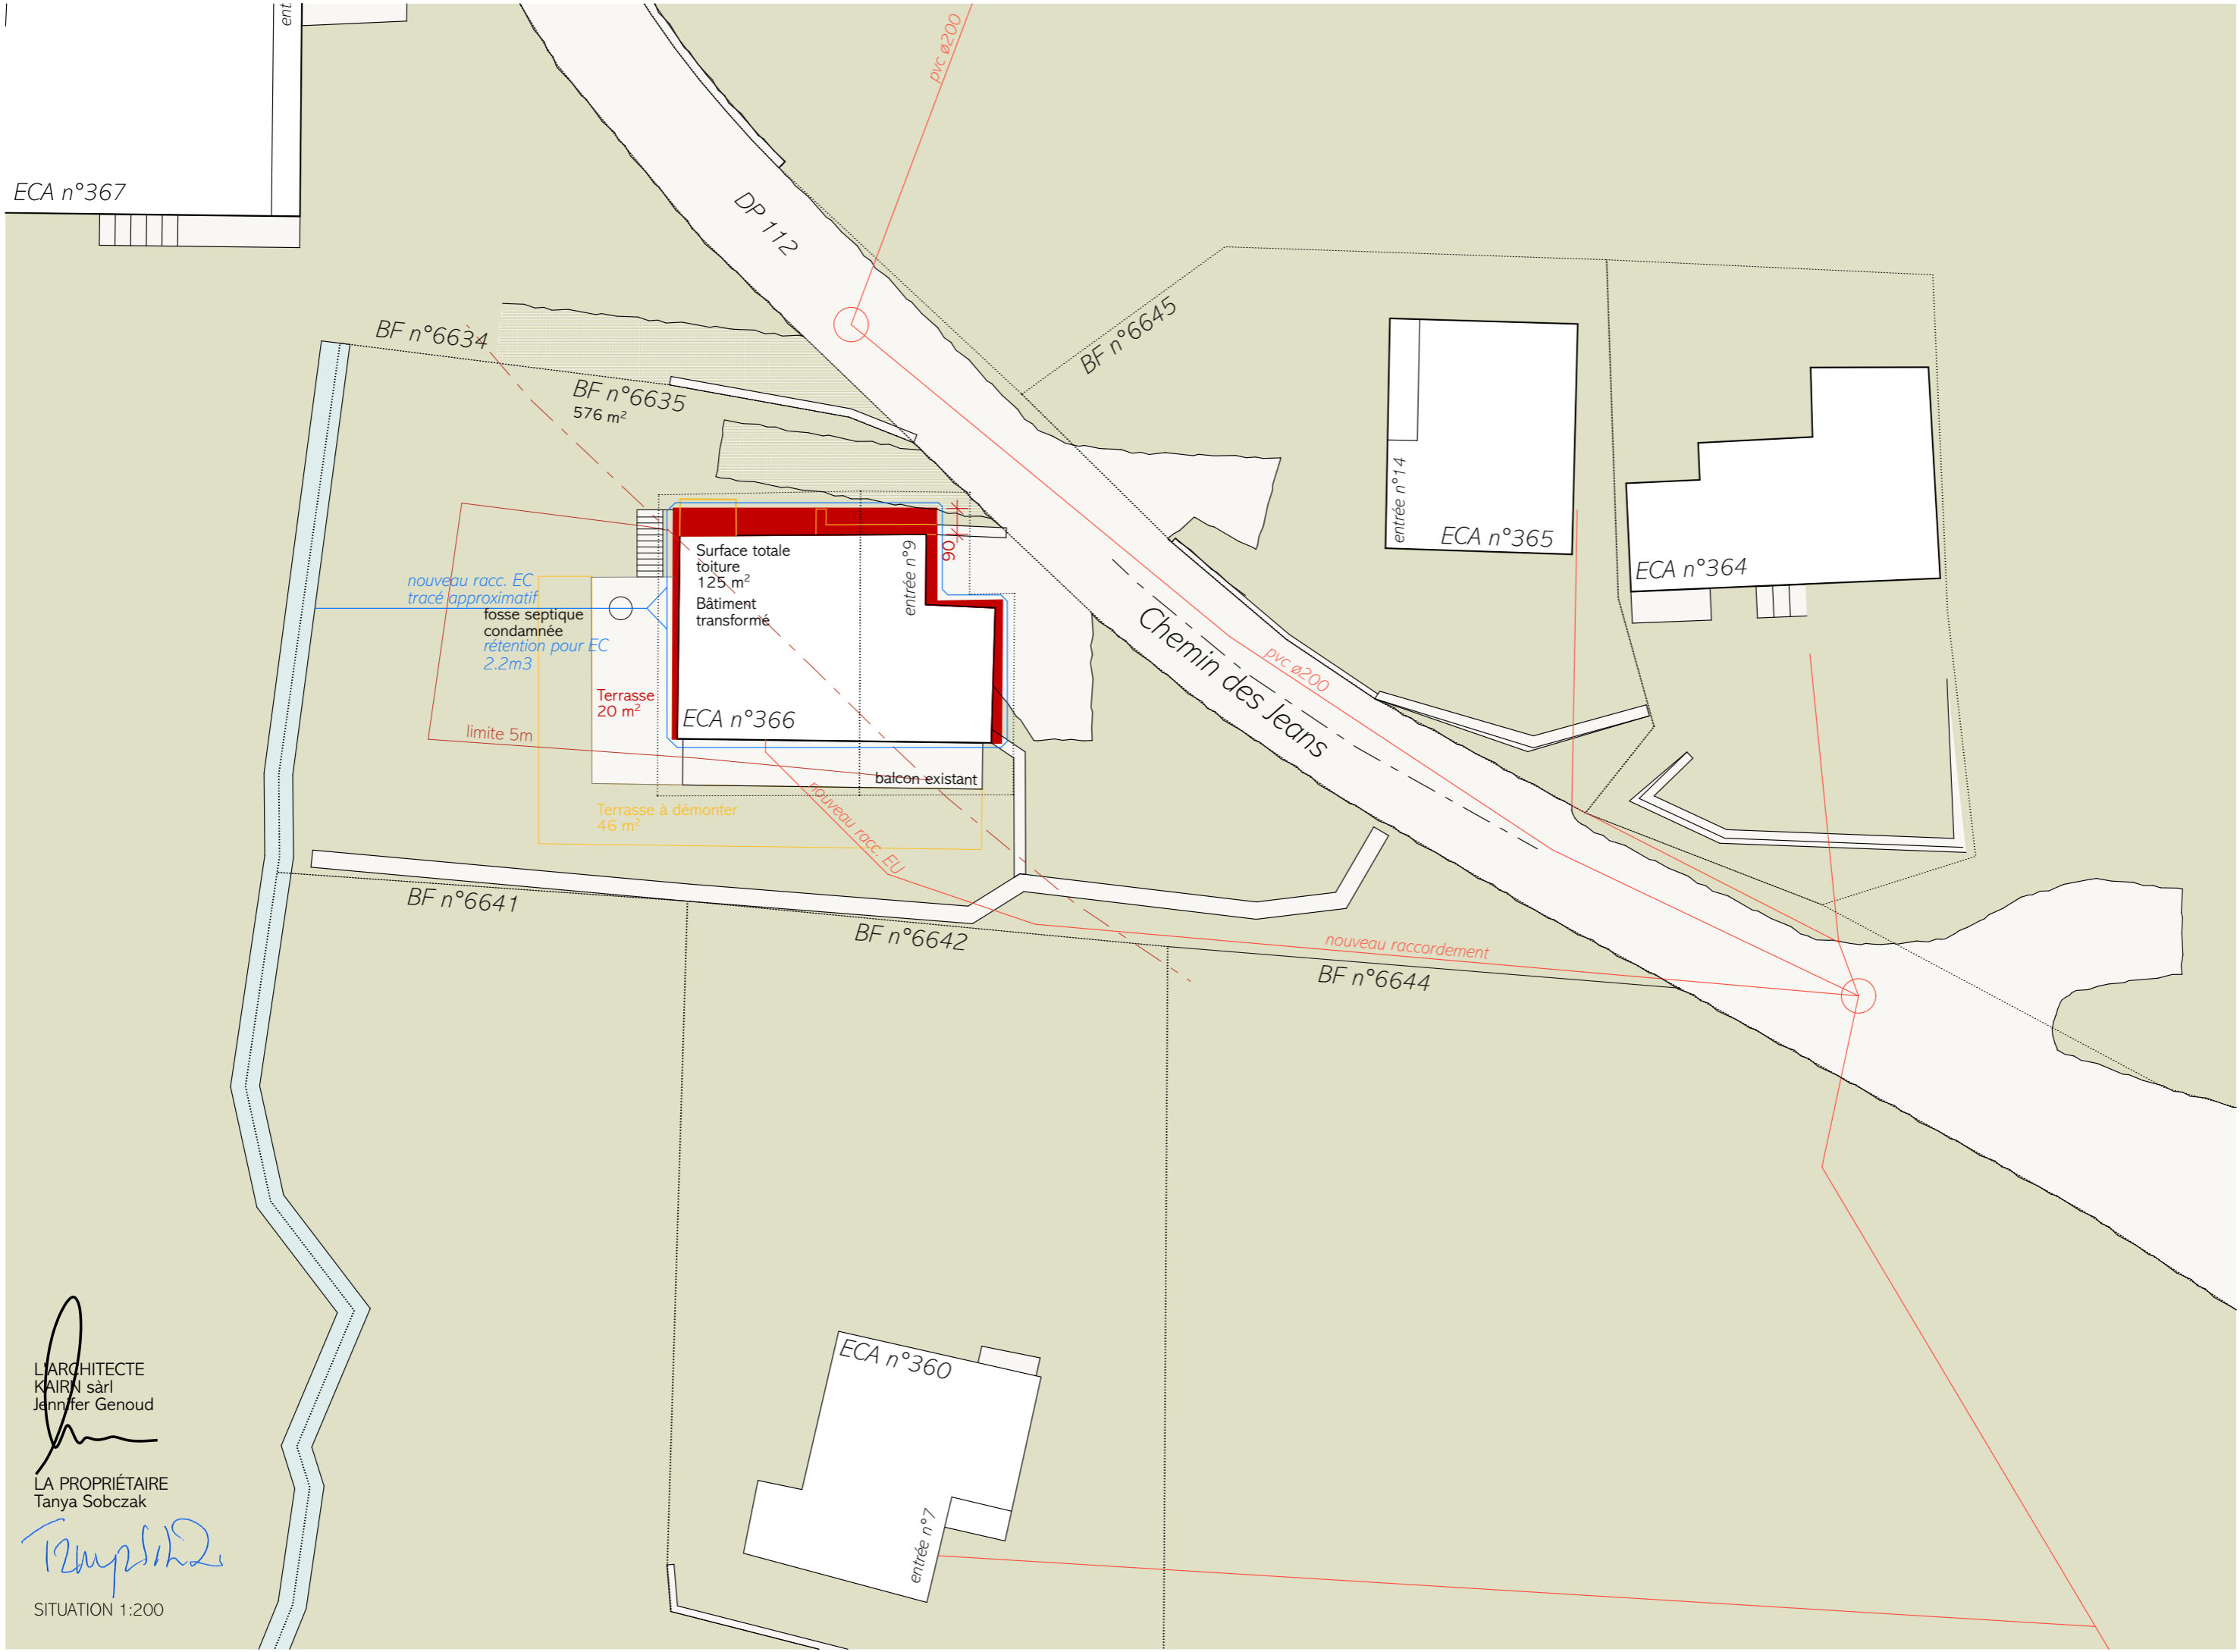 ent
pvc ø200
ECA n°367
DP 112
BF n°6634
BF n°6645
BF n°6635
576 m²
entrée n°14
ECA n°365
ECA n°364
Surface totale
toiture
125 m²
Bâtiment
transformé
entrée n°9
90
nouveau racc. EC
tracé approximatif
fosse septique
condamnée
rétention pour EC
2.2m3
Terrasse
20 m²
ECA n°366
limite 5m
balcon existant
Terrasse à démonter
46 m²
nouveau racc. EU
Chemin des Jeans
pvc ø200
BF n°6641
BF n°6642
nouveau raccordement
BF n°6644
ECA n°360
entrée n°7
L'ARCHITECTE
KAIRN sàrl
Jennifer Genoud
LA PROPRIÉTAIRE
Tanya Sobczak
SITUATION 1:200